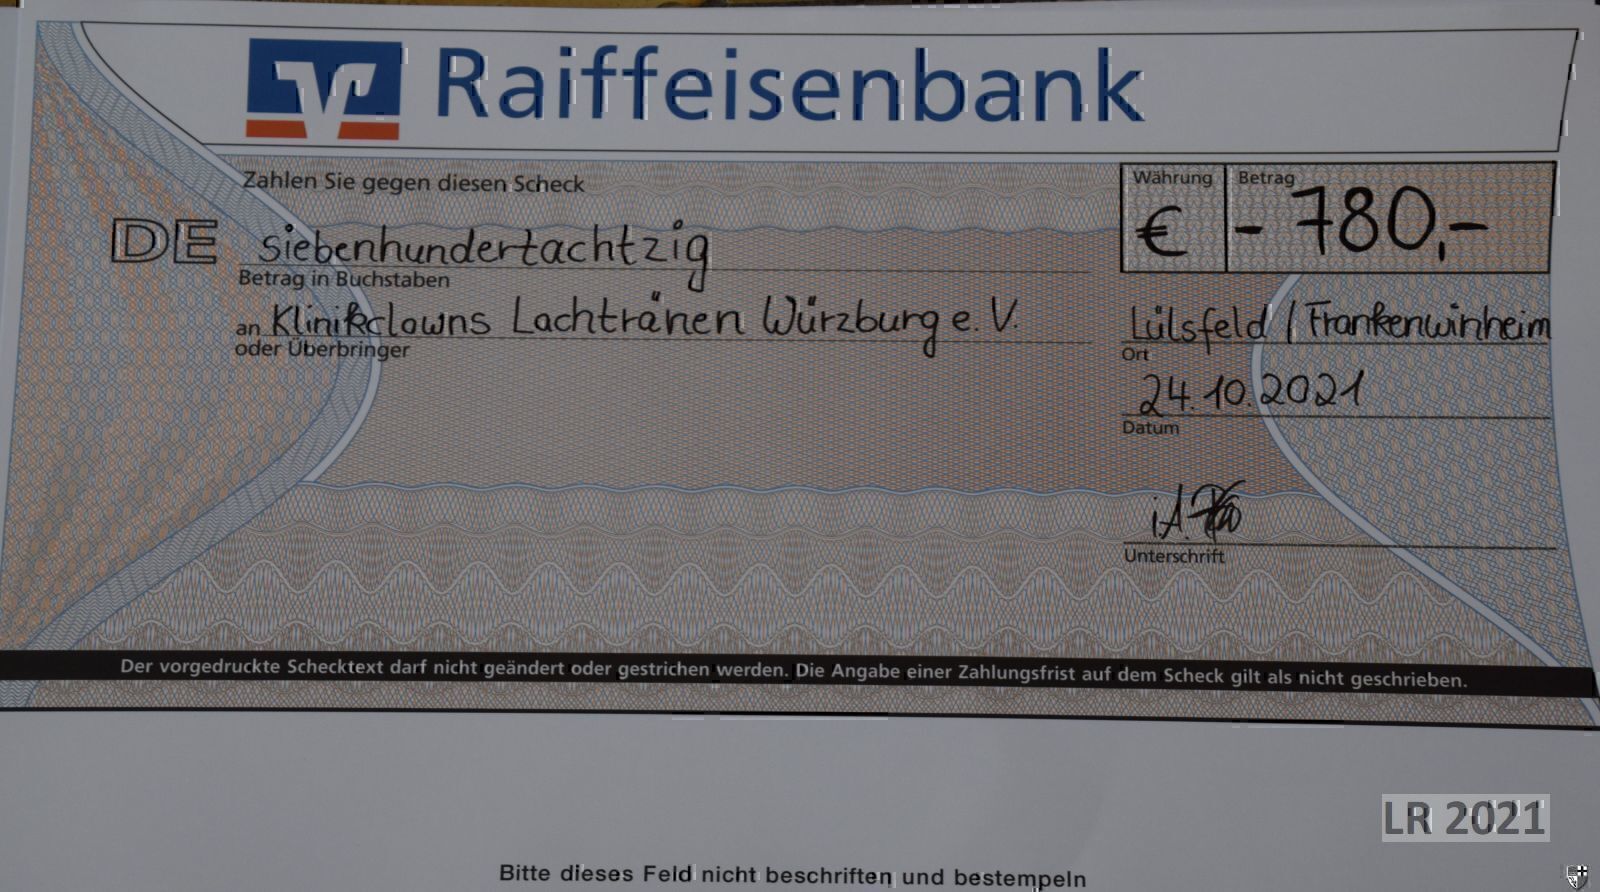 Raiffeisenbank
Zahlen Sie gegen diesen Scheck
Währung
Betrag
€
- 780,-
DE
siebenhundertachtzig
Betrag in Buchstaben
an Klinikclowns Lachtränen Würzburg e. V.
oder Überbringer
Lülsfeld / Frankenwinheim
Ort
24.10.2021
Datum
i.A.
Unterschrift
Der vorgedruckte Schecktext darf nicht geändert oder gestrichen werden. Die Angabe einer Zahlungsfrist auf dem Scheck gilt als nicht geschrieben.
LR 2021
Bitte dieses Feld nicht beschriften und bestempeln